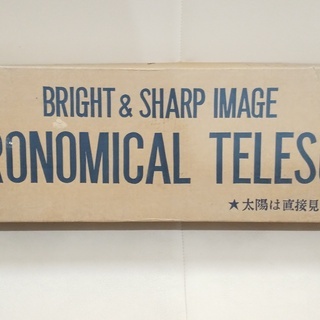 BRIGHT & SHARP IMAGE
RONOMICAL TELES
★太陽は直接見